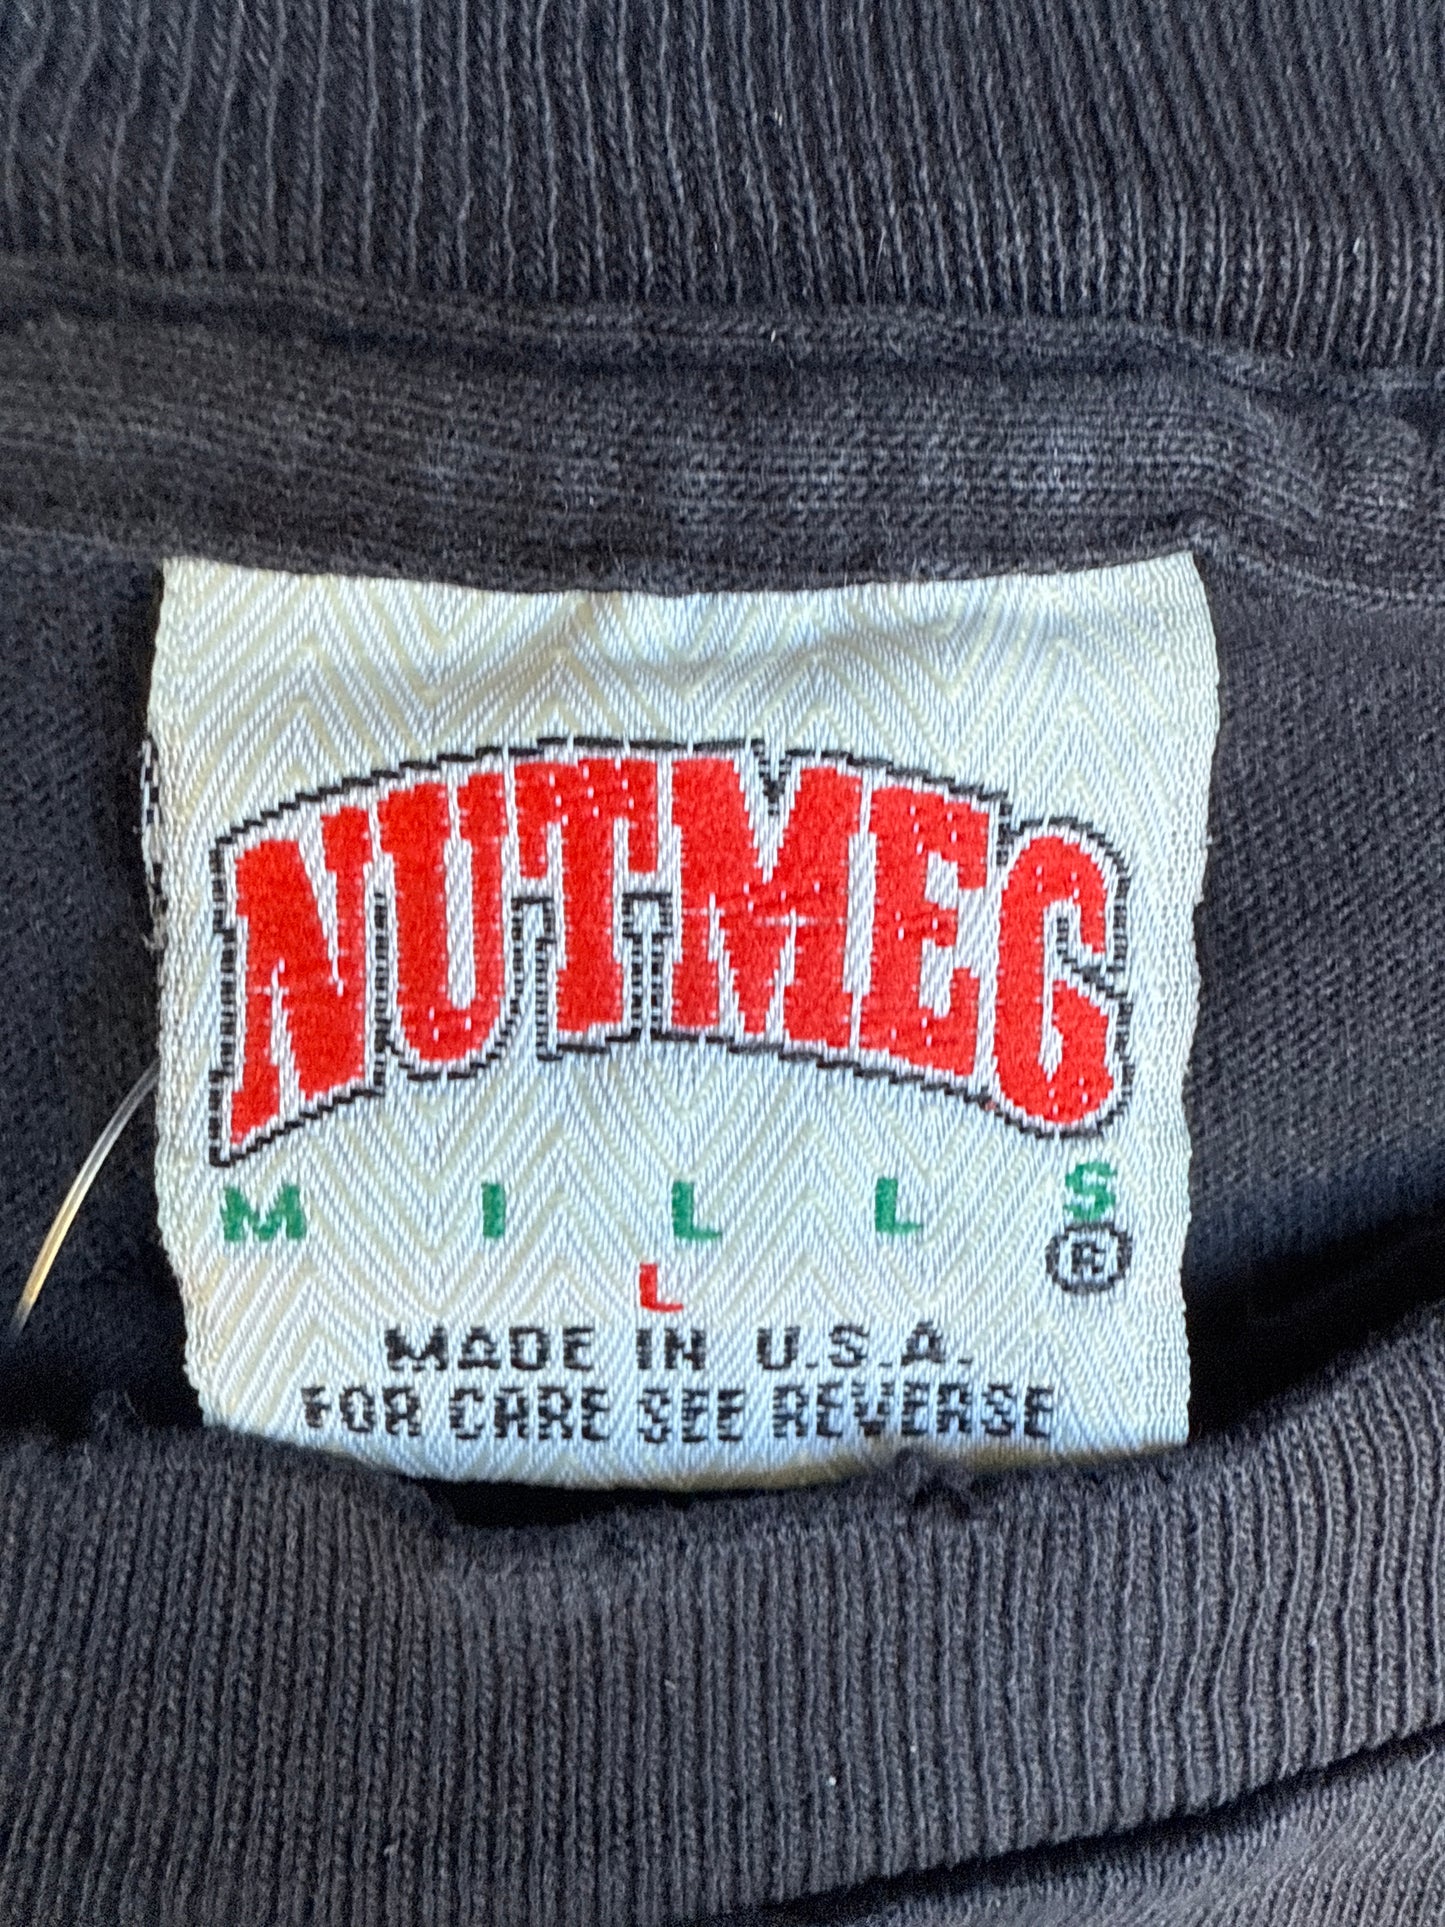 NUTMEG
MILLS
®
L
MADE IN U.S.A.
FOR CARE SEE REVERSE